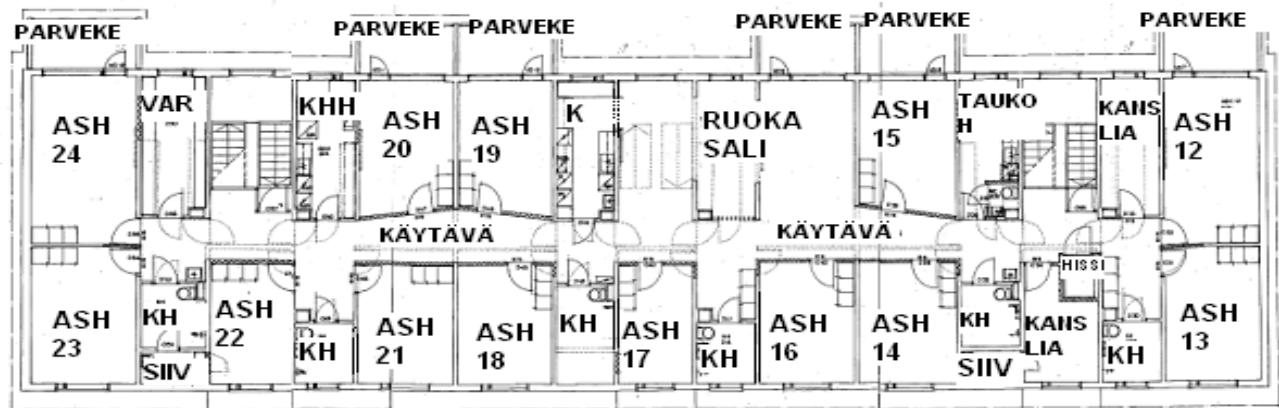 PARVEKE PARVEKE PARVEKE PARVEKE PARVEKE PARVEKE
VAR
KHH
K
TAUKO
H
KANS
LIA
ASH
24
ASH
20
ASH
19
RUOKA
SALI
ASH
15
ASH
12
KÄYTÄVÄ
KÄYTÄVÄ
HISSI
ASH
23
KH
ASH
22
KH
ASH
21
ASH
18
KH
ASH
17
KH
ASH
16
ASH
14
KH
KANS
LIA
KH
ASH
13
SIIV
SIIV